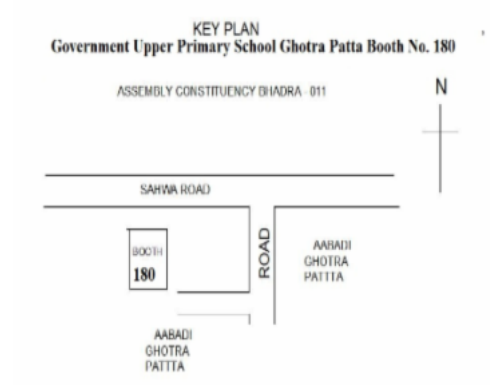 KEY PLAN
Government Upper Primary School Ghotra Patta Booth No. 180
ASSEMBLY CONSTITUENCY BHADRA - 011
N
SAHWA ROAD
BOOTH
180
ROAD
AABADI
GHOTRA
PATTTA
AABADI
GHOTRA
PATTTA